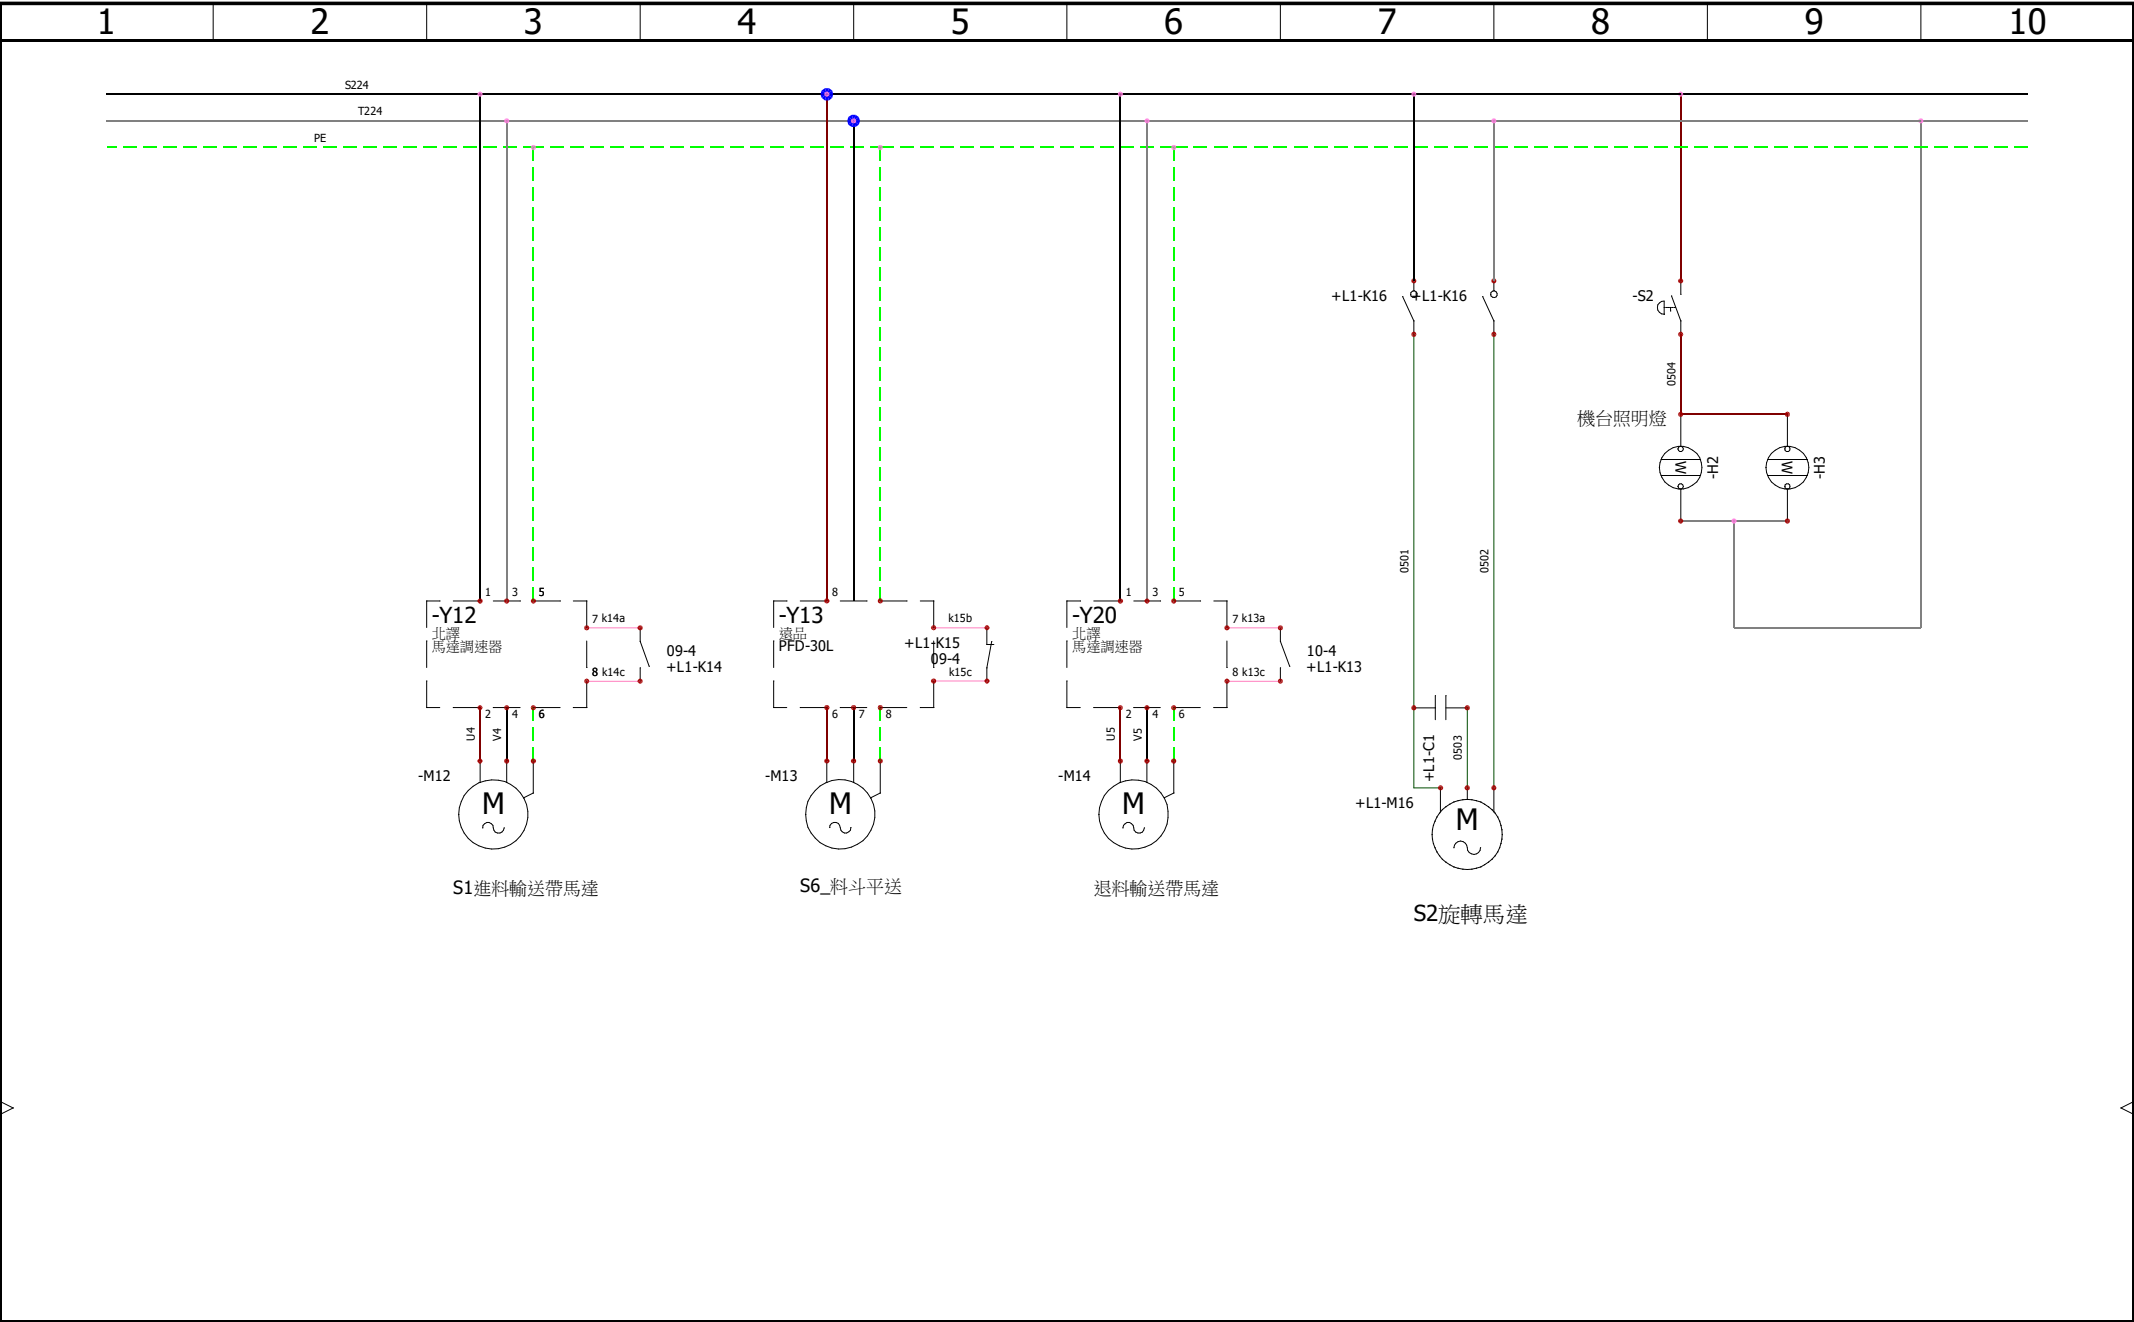 1 2 3 4 5 6 7 8 9 10
S224
T224
PE
+L1-K16
+L1-K16
-S2
0504
機台照明燈
W
-H2
W
-H3
0501
0502
1 3 5
-Y12
北譯
馬達調速器
7 k14a
8 k14c
09-4
+L1-K14
2 4 6
U4
V4
-M12
M
S1進料輸送帶馬達
8
-Y13
遠品
PFD-30L
k15b
+L1-K15
09-4
k15c
6 7 8
-M13
M
S6_料斗平送
1 3 5
-Y20
北譯
馬達調速器
7 k13a
8 k13c
10-4
+L1-K13
2 4 6
U5
V5
-M14
M
退料輸送帶馬達
+L1-C1
0503
+L1-M16
M
S2旋轉馬達